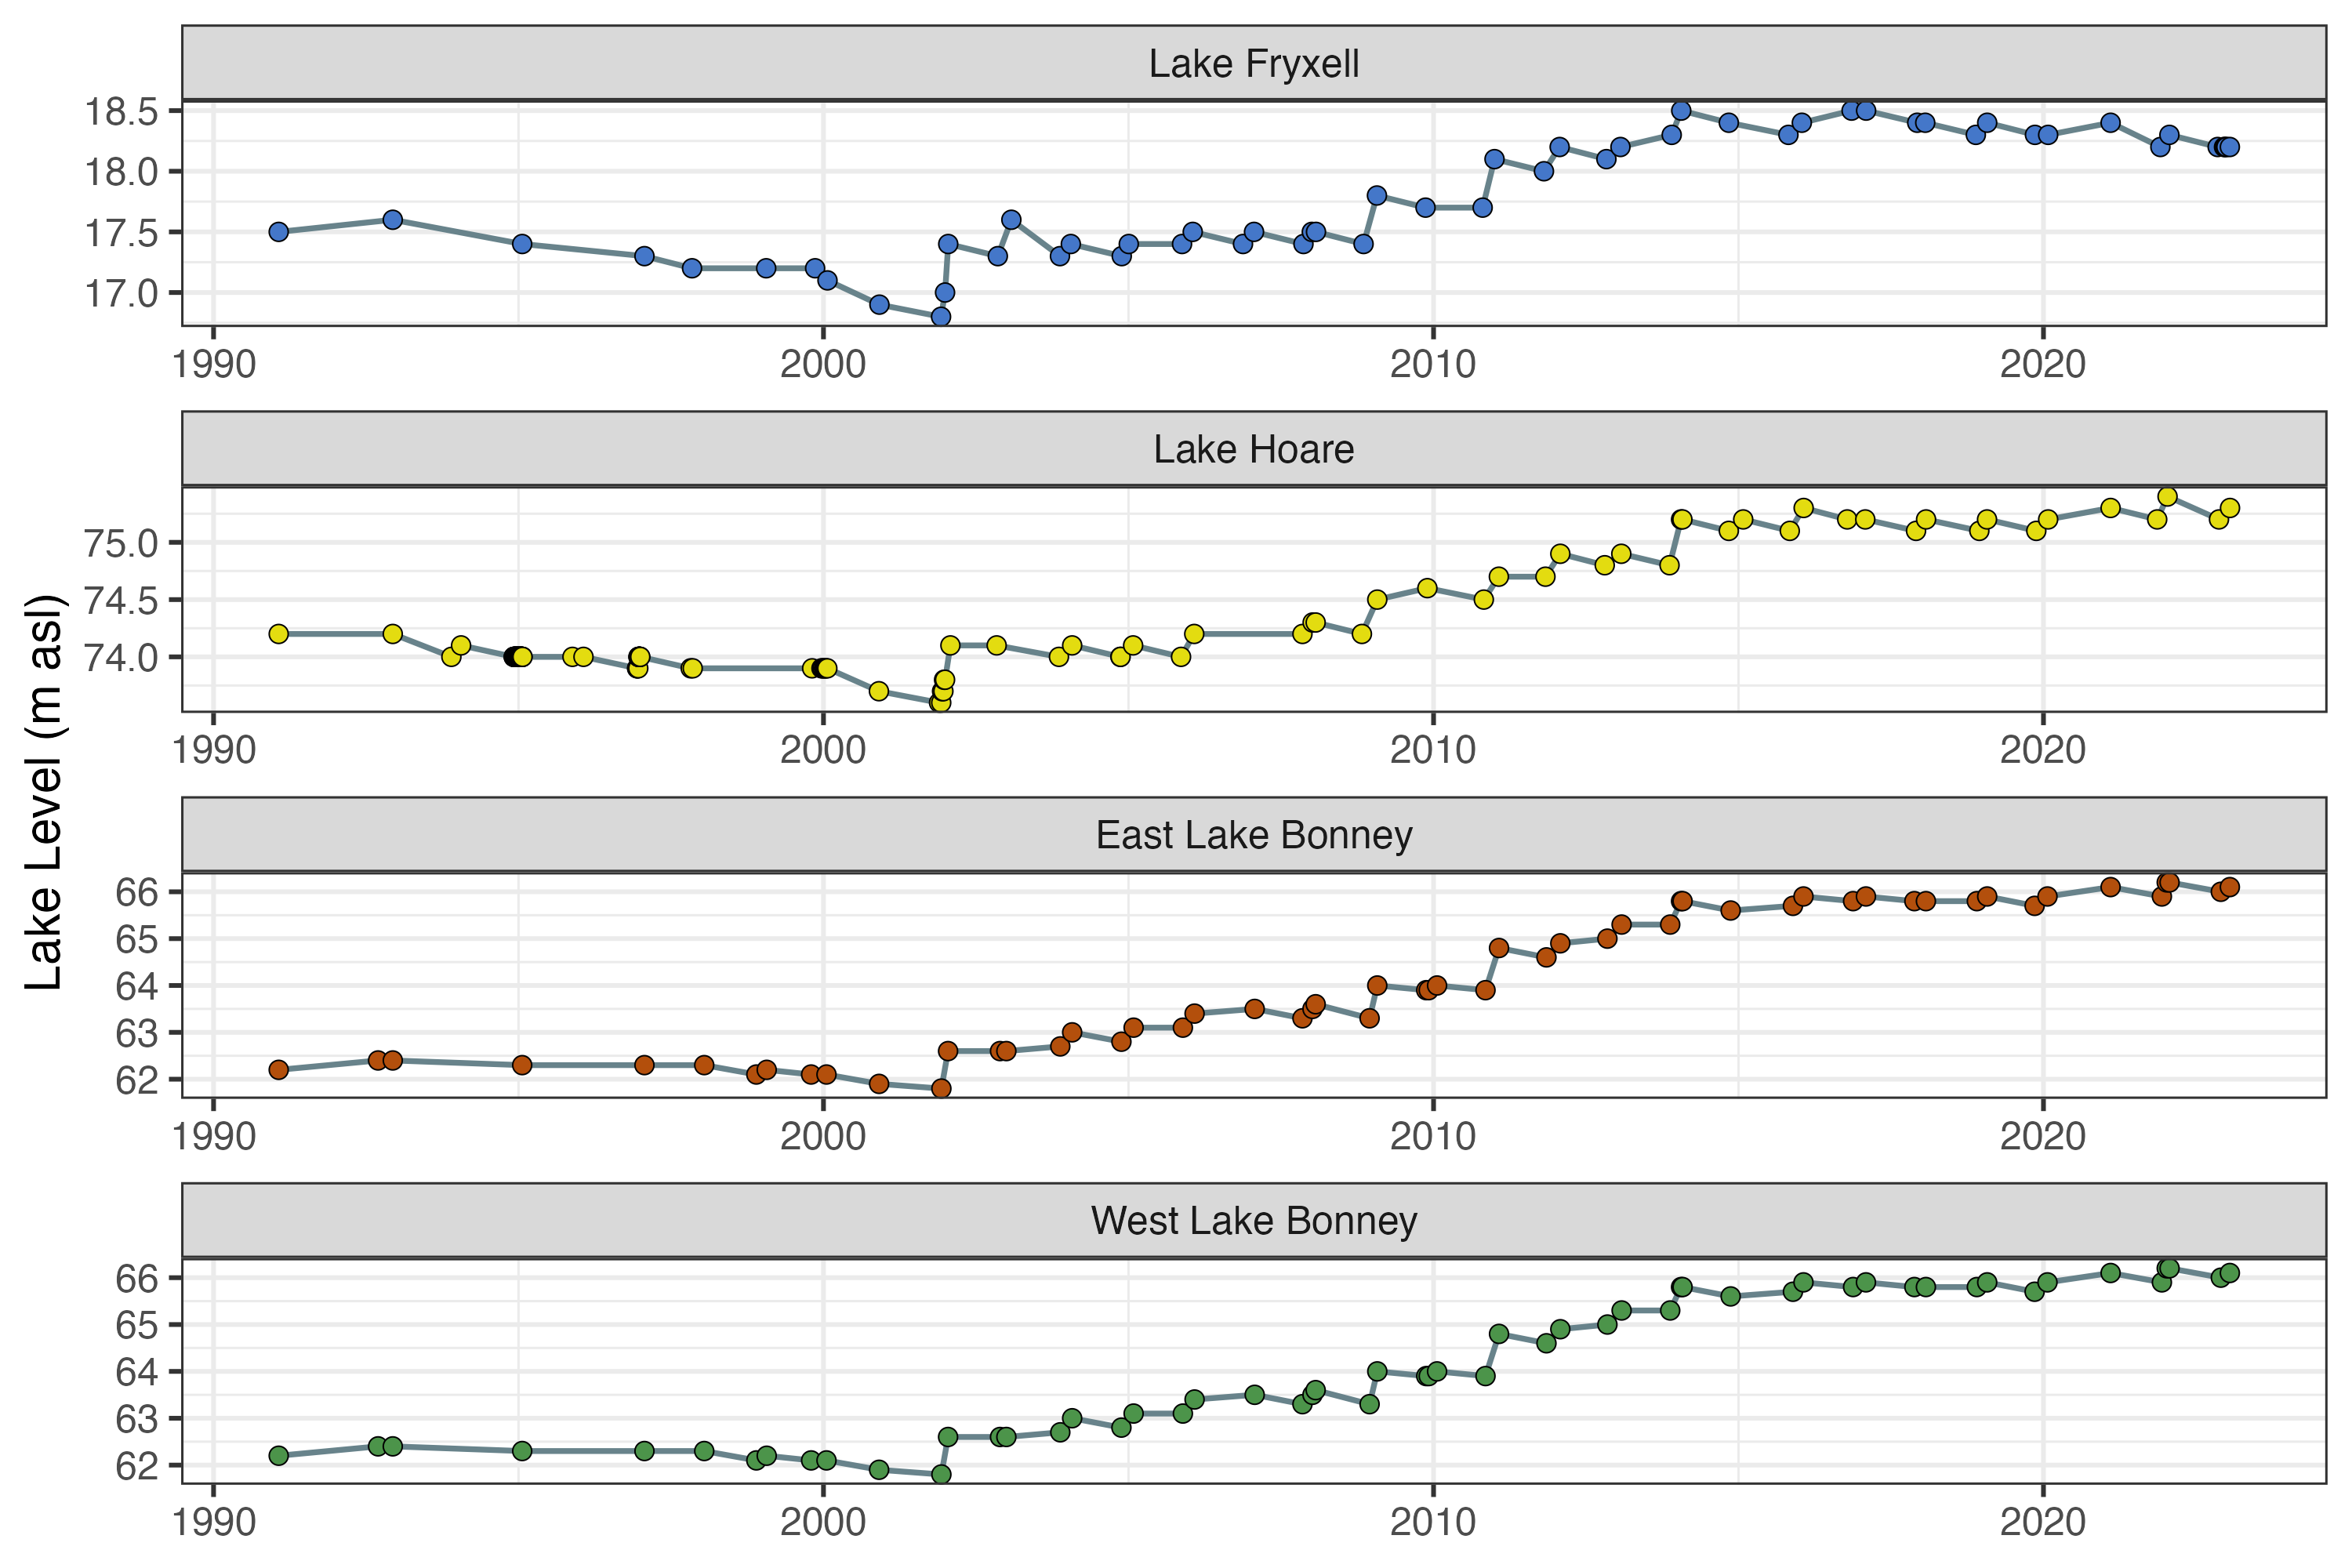 Lake Level (m asl)
Lake Fryxell
18.5
18.0
17.5
17.0
1990 2000 2010 2020
Lake Hoare
75.0
74.5
74.0
1990 2000 2010 2020
East Lake Bonney
66
65
64
63
62
1990 2000 2010 2020
West Lake Bonney
66
65
64
63
62
1990 2000 2010 2020